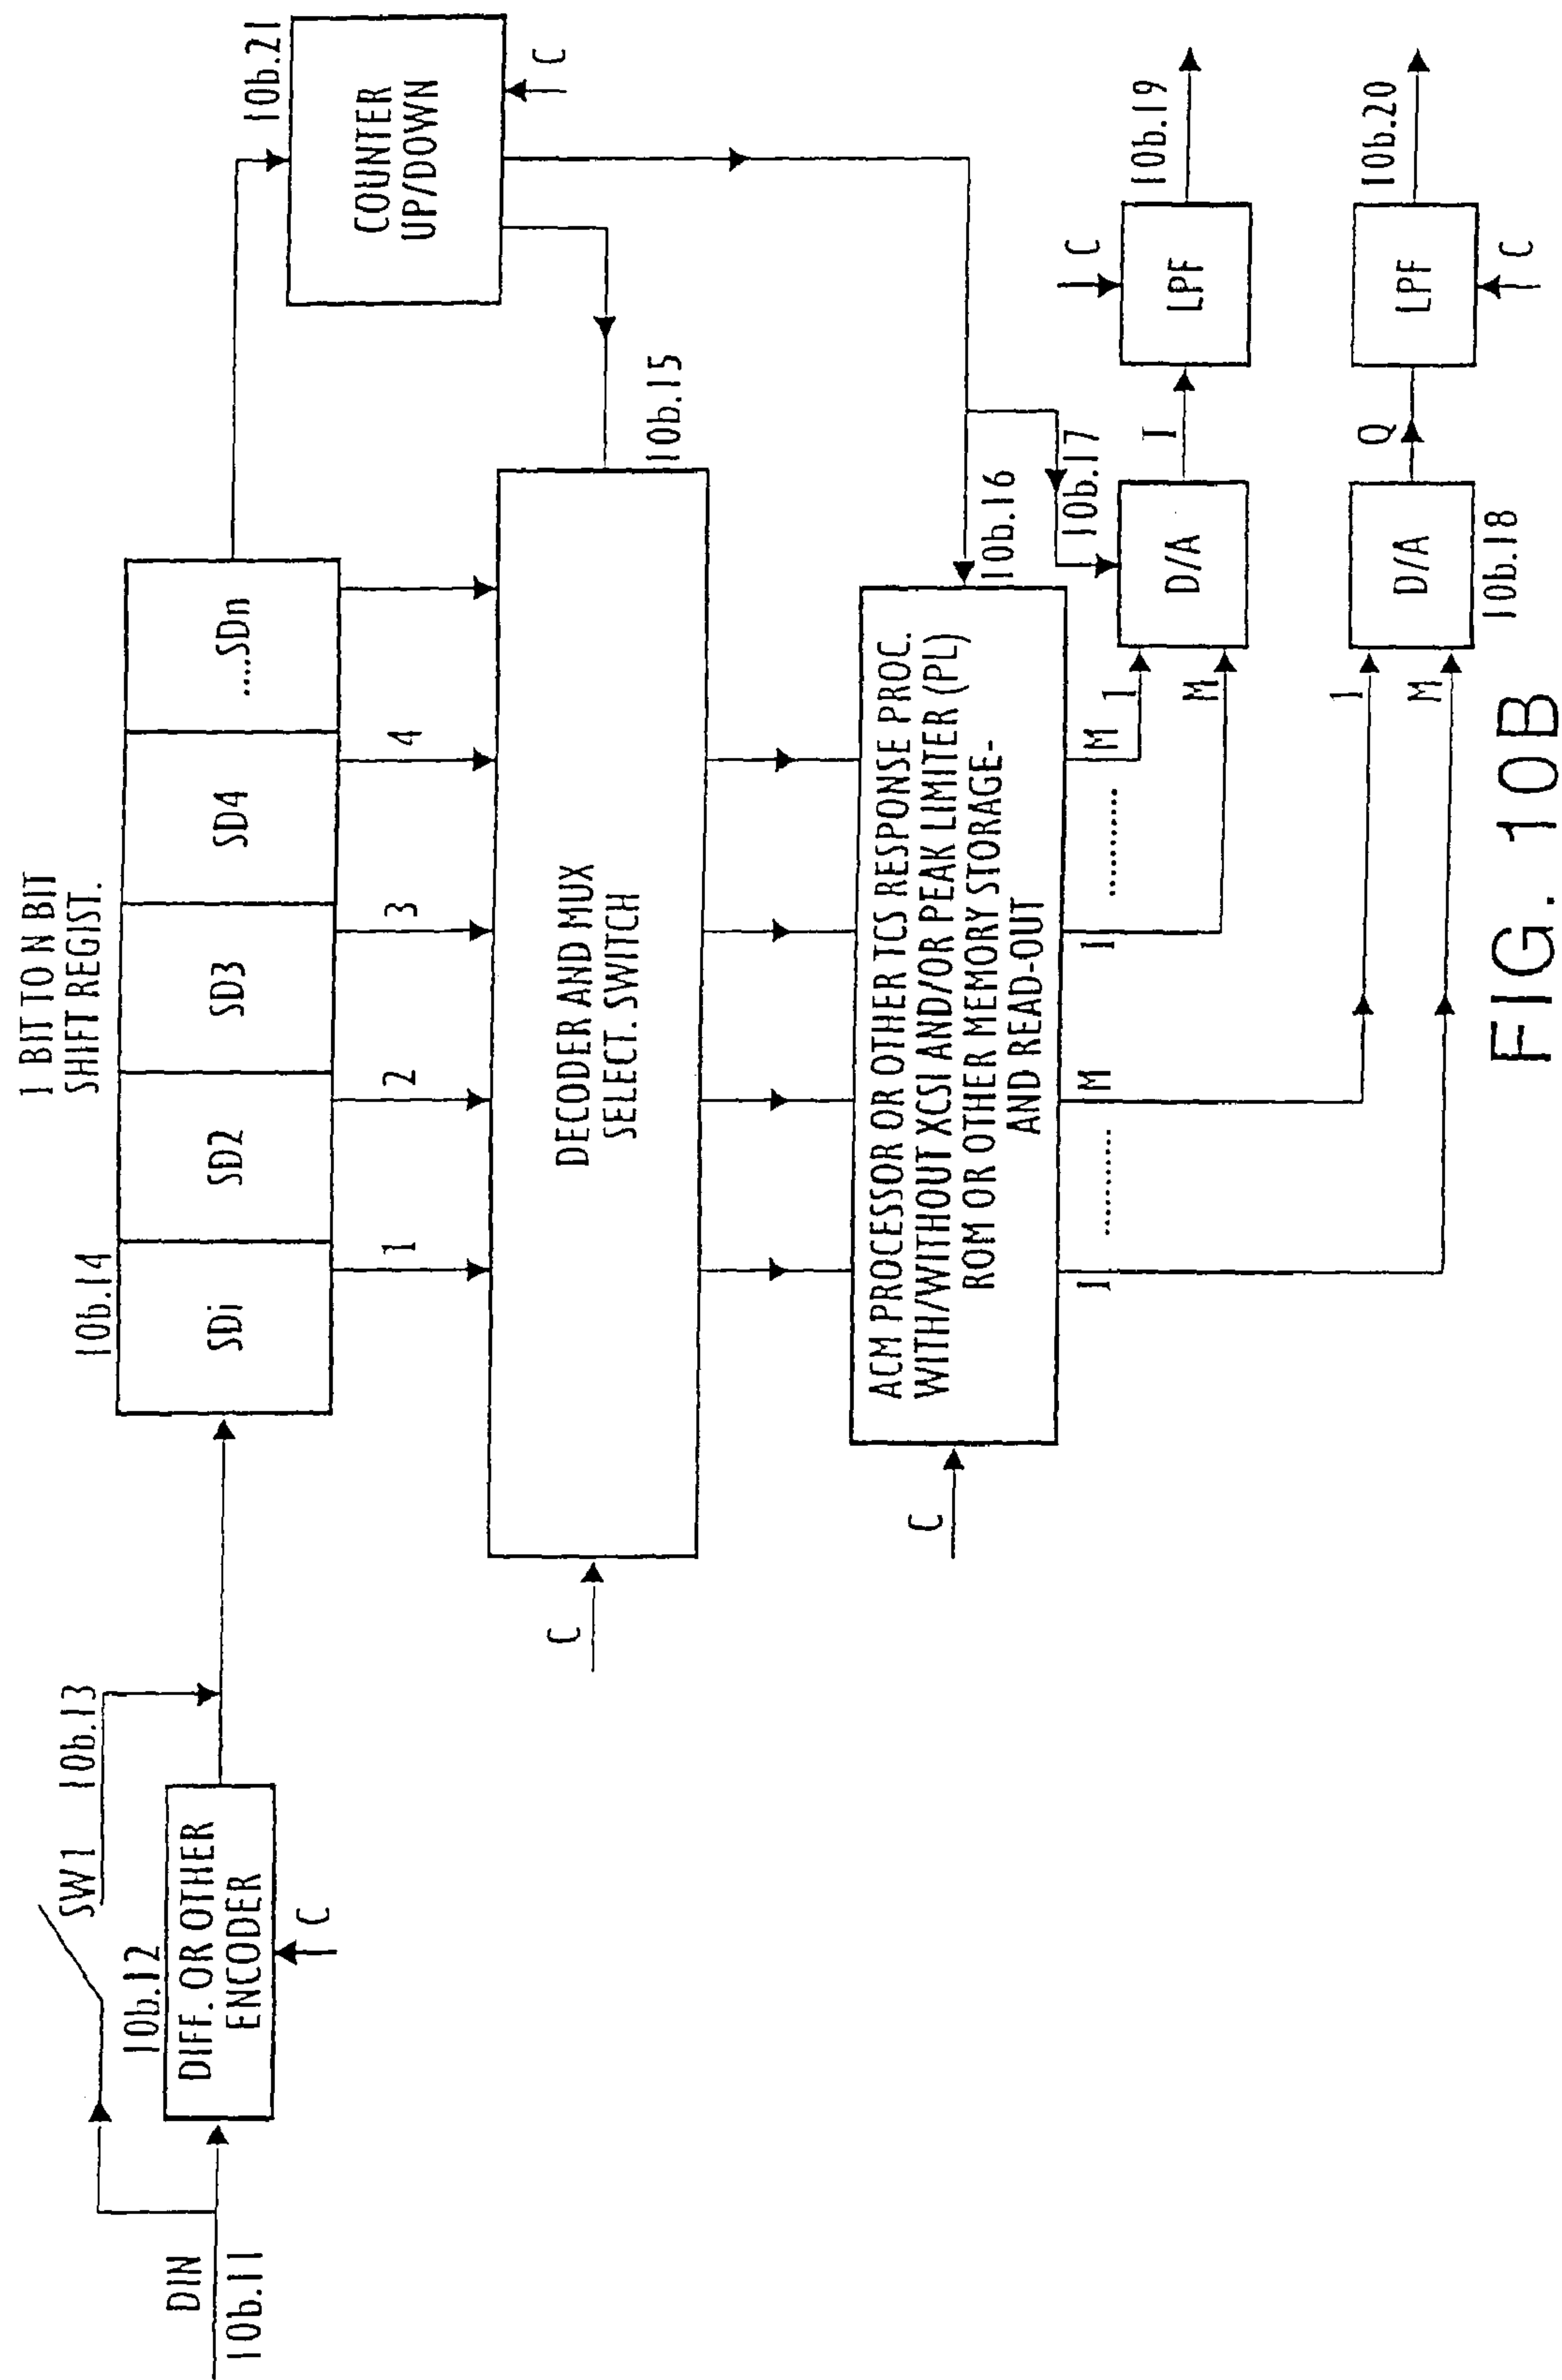 DIN
10b.11
SW1 10b.13
10b.12
DIFF. OR OTHER
ENCODER
C
1 BIT TO N BIT
SHIFT REGIST.
10b.14
SDi
SD2
SD3
SD4
.....SDn
10b.21
COUNTER
UP/DOWN
C
1
2
3
4
C
DECODER AND MUX
SELECT. SWITCH
10b.15
C
ACM PROCESSOR OR OTHER TCS RESPONSE PROC.
WITH/WITHOUT XCSI AND/OR PEAK LIMITER (PL)
ROM OR OTHER MEMORY STORAGE-
AND READ-OUT
10b.16
10b.17
1 .......... M
1 .......... M
1
M
D/A
I
C
LPF
10b.19
1
M
D/A
10b.18
Q
LPF
C
10b.20
FIG. 10B